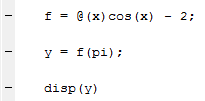 f = @(x)cos(x) - 2;
y = f(pi);
disp(y)